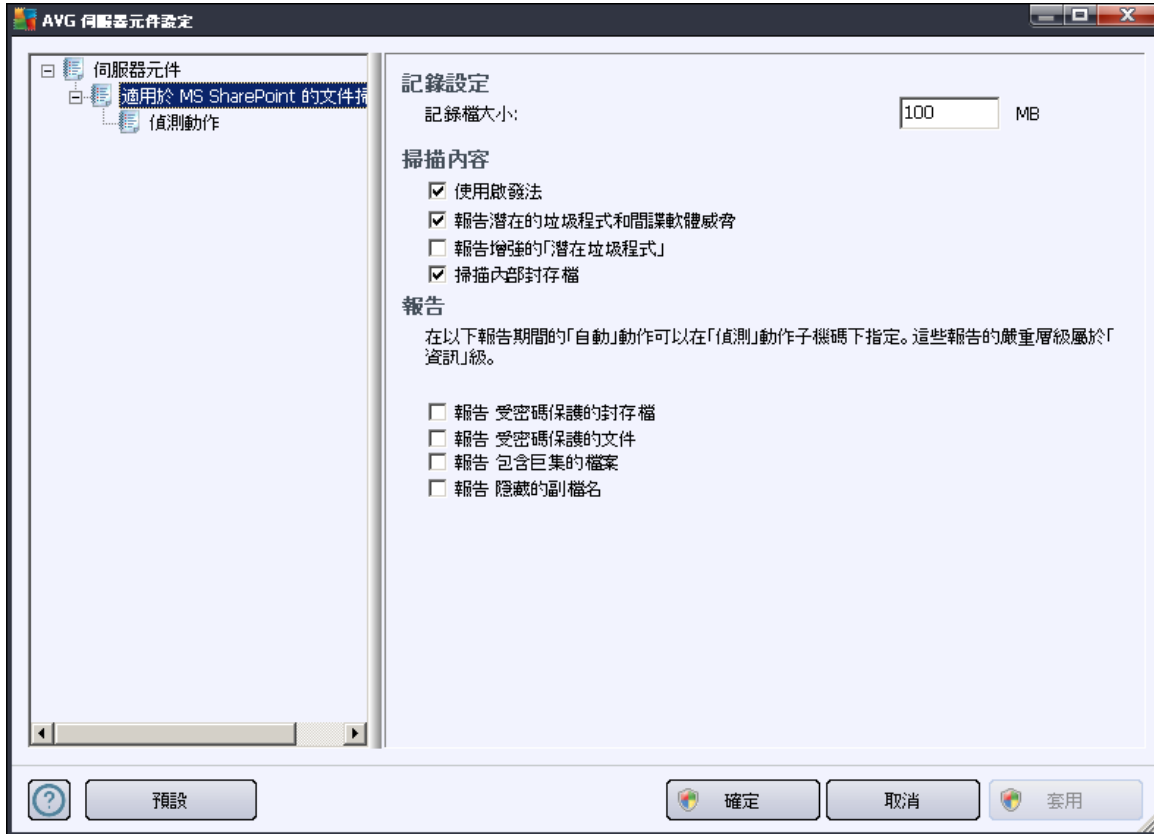 AVG 伺服器元件設定
伺服器元件
適用於 MS SharePoint 的文件掃
偵測動作
記錄設定
記錄檔大小:
100
MB
掃描內容
使用啟發法
報告潛在的垃圾程式和間諜軟體威脅
報告增強的「潛在垃圾程式」
掃描內部封存檔
報告
在以下報告期間的「自動」動作可以在「偵測」動作子機碼下指定。這些報告的嚴重層級屬於「
資訊」級。
報告 受密碼保護的封存檔
報告 受密碼保護的文件
報告 包含巨集的檔案
報告 隱藏的副檔名
預設
確定
取消
套用